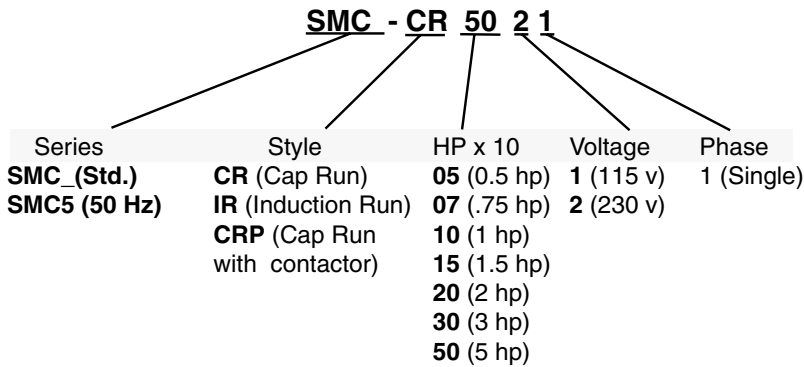 SMC - CR 50 2 1
Series Style HP x 10 Voltage Phase
SMC_(Std.) CR (Cap Run) 05 (0.5 hp) 1 (115 v) 1 (Single)
SMC5 (50 Hz) IR (Induction Run) 07 (.75 hp) 2 (230 v)
CRP (Cap Run 10 (1 hp)
with contactor) 15 (1.5 hp)
20 (2 hp)
30 (3 hp)
50 (5 hp)